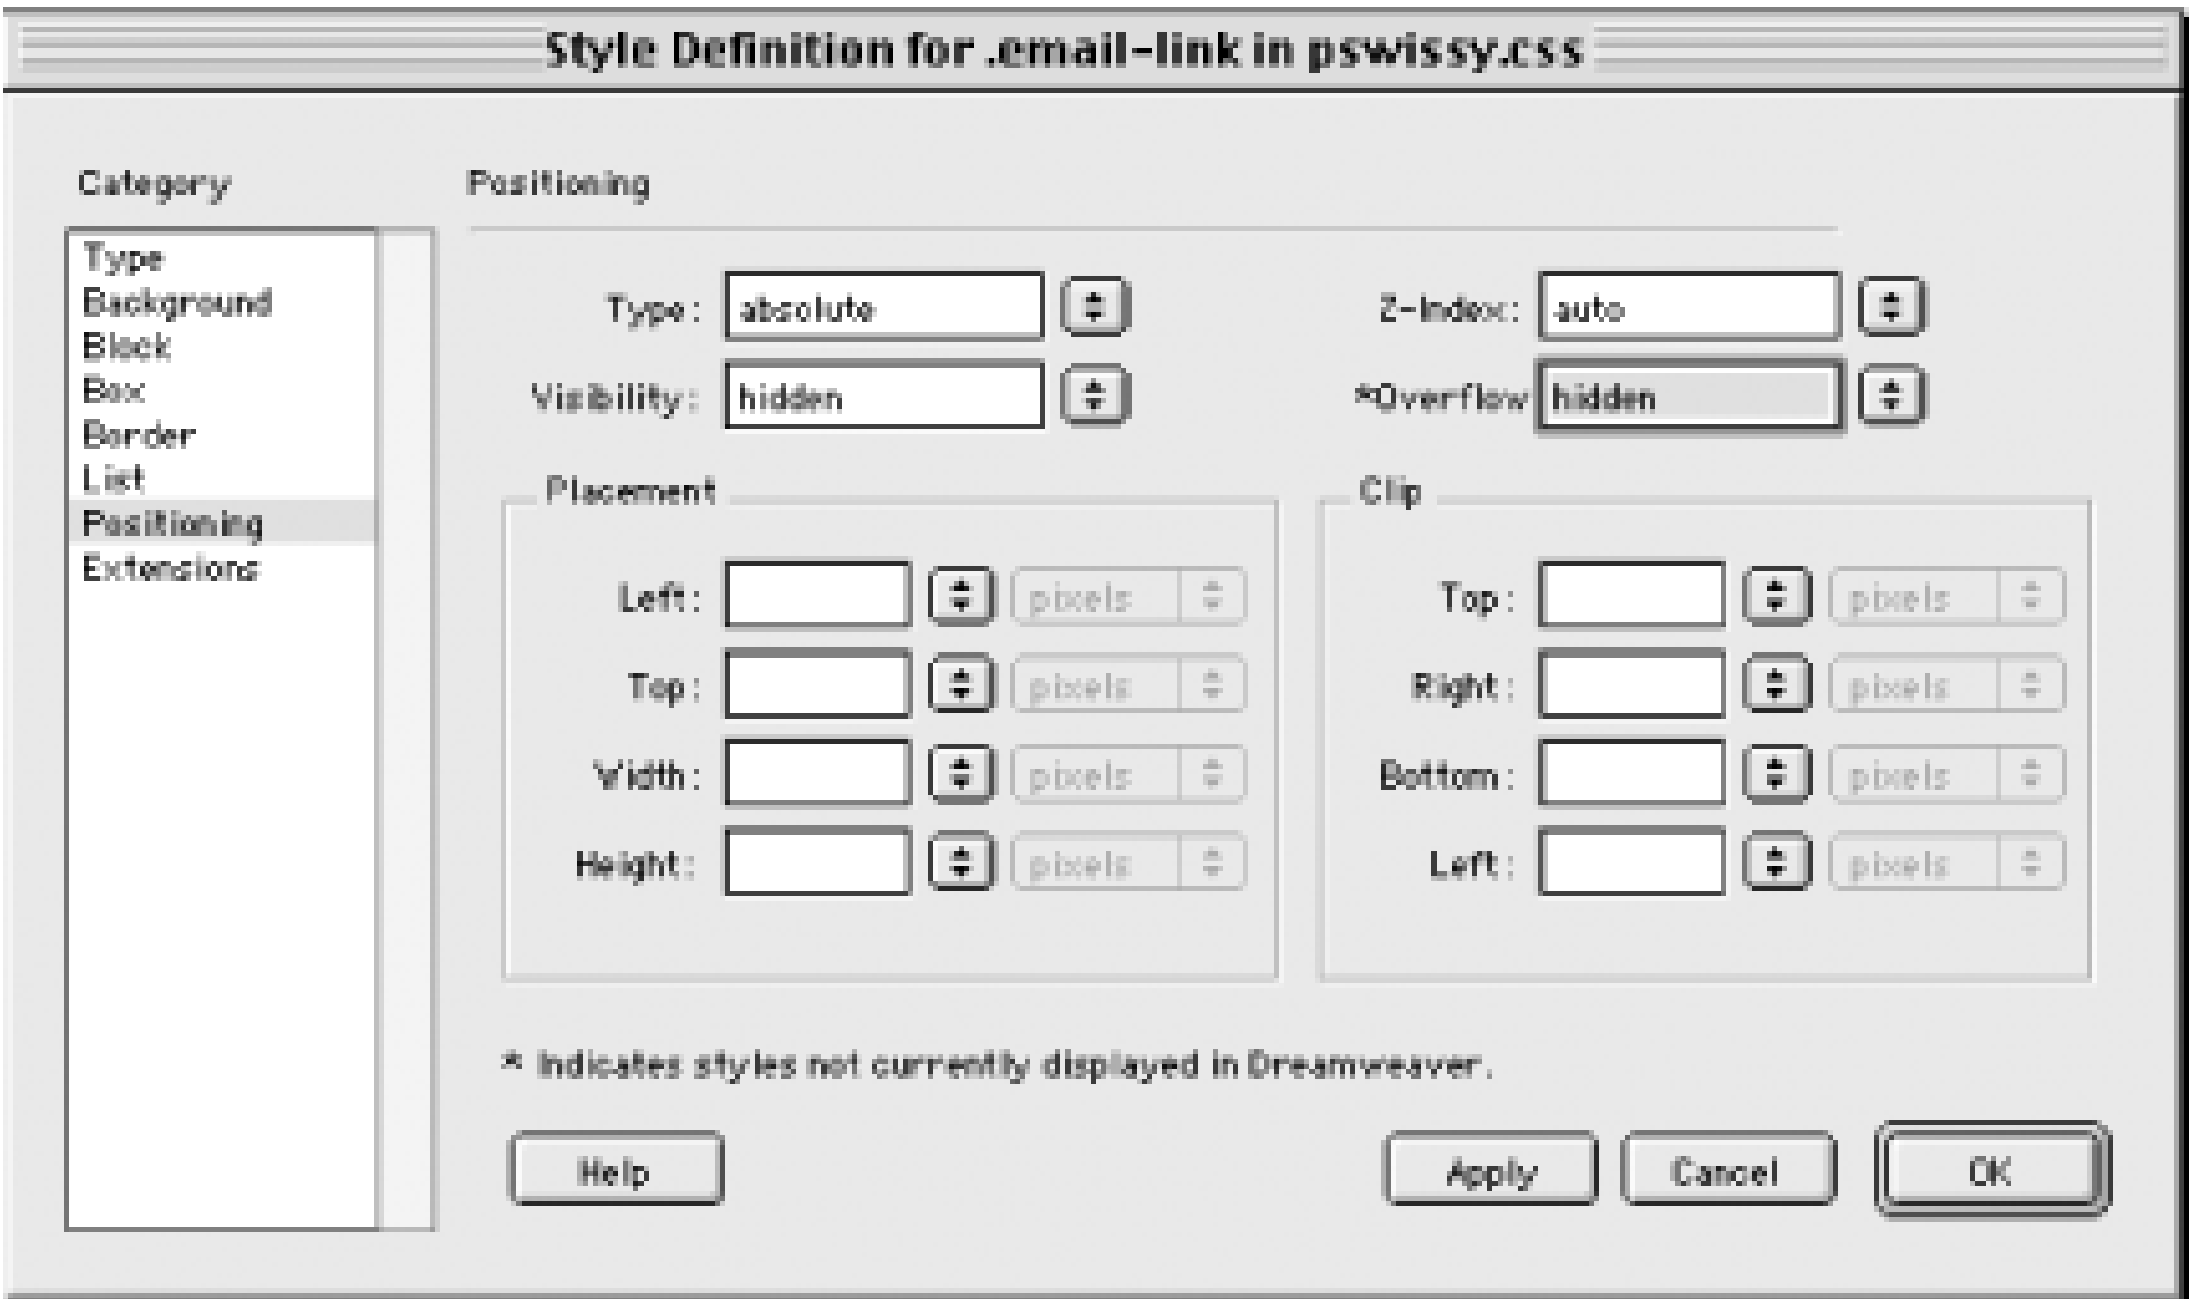 Style Definition for .email-link in pswissy.css
Category
Type
Background
Block
Box
Border
List
Positioning
Extensions
Positioning
Type: absolute
Z-Index: auto
Visibility: hidden
*Overflow hidden
Placement
Left: pixels
Top: pixels
Width: pixels
Height: pixels
Clip
Top: pixels
Right: pixels
Bottom: pixels
Left: pixels
* Indicates styles not currently displayed in Dreamweaver.
Help
Apply
Cancel
OK